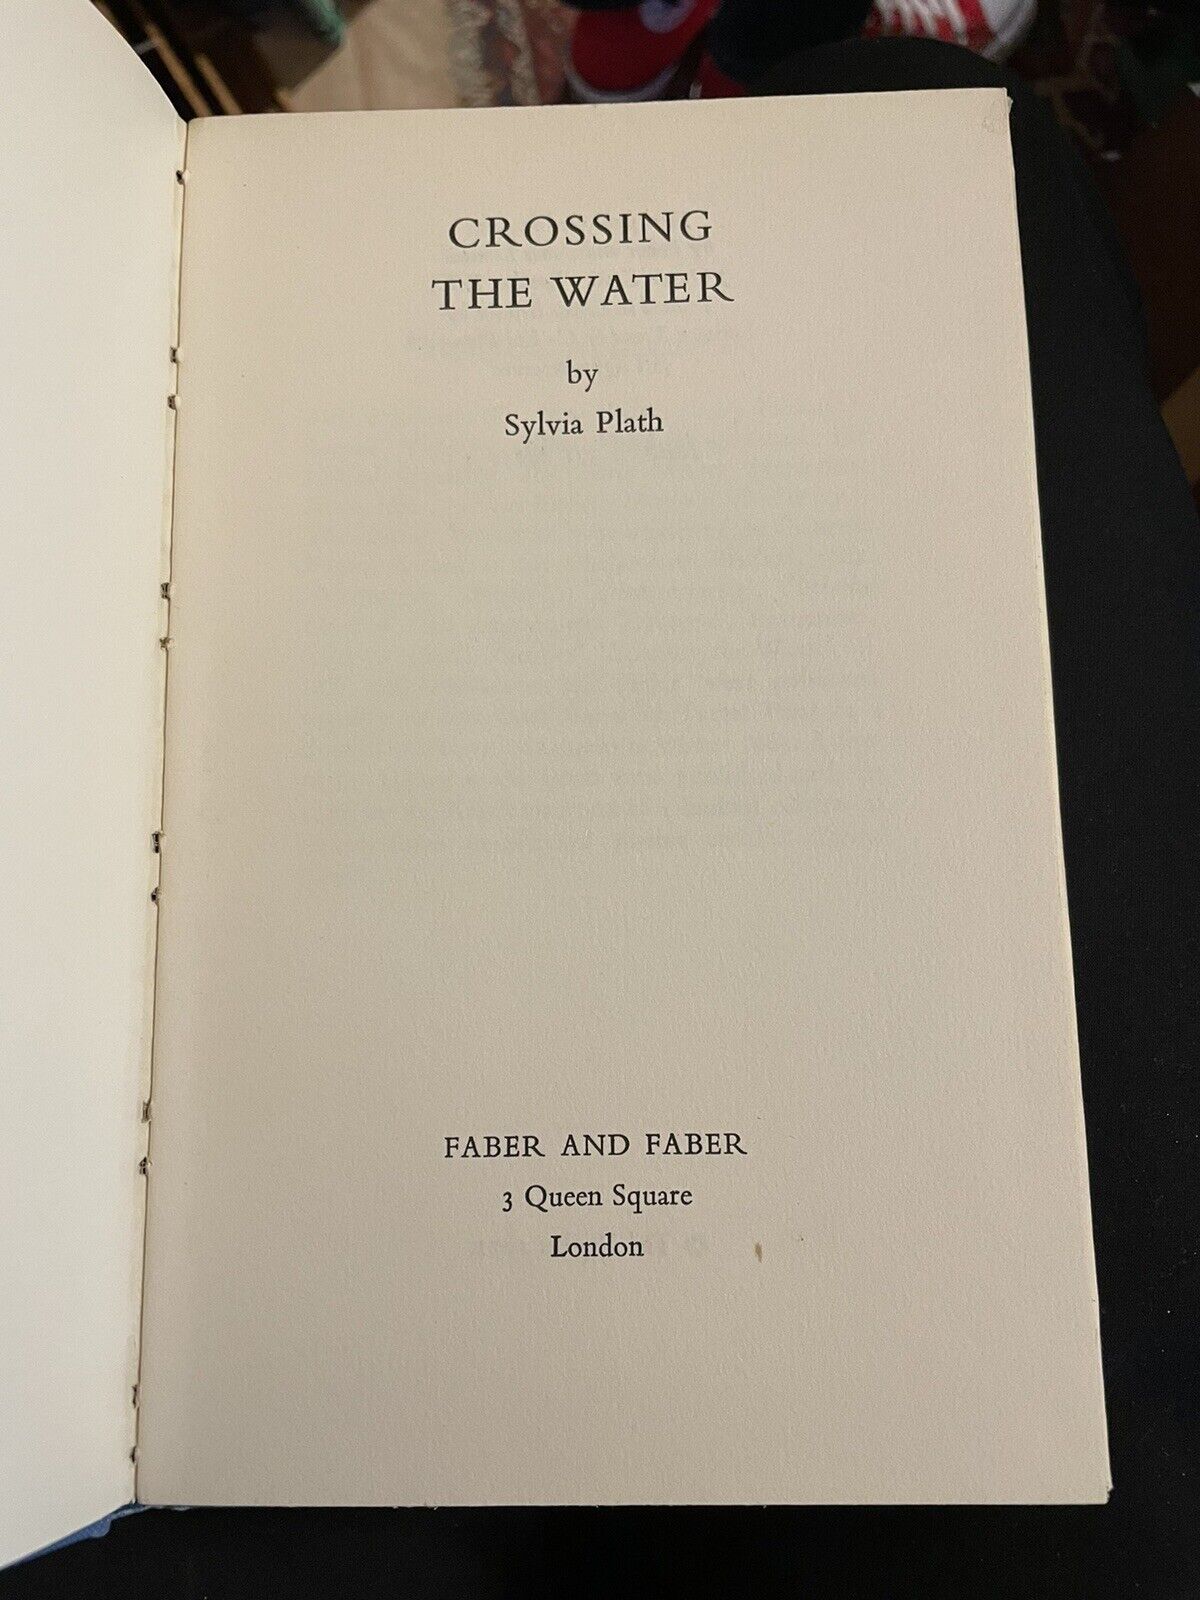 CROSSING
THE WATER
by
Sylvia Plath
FABER AND FABER
3 Queen Square
London